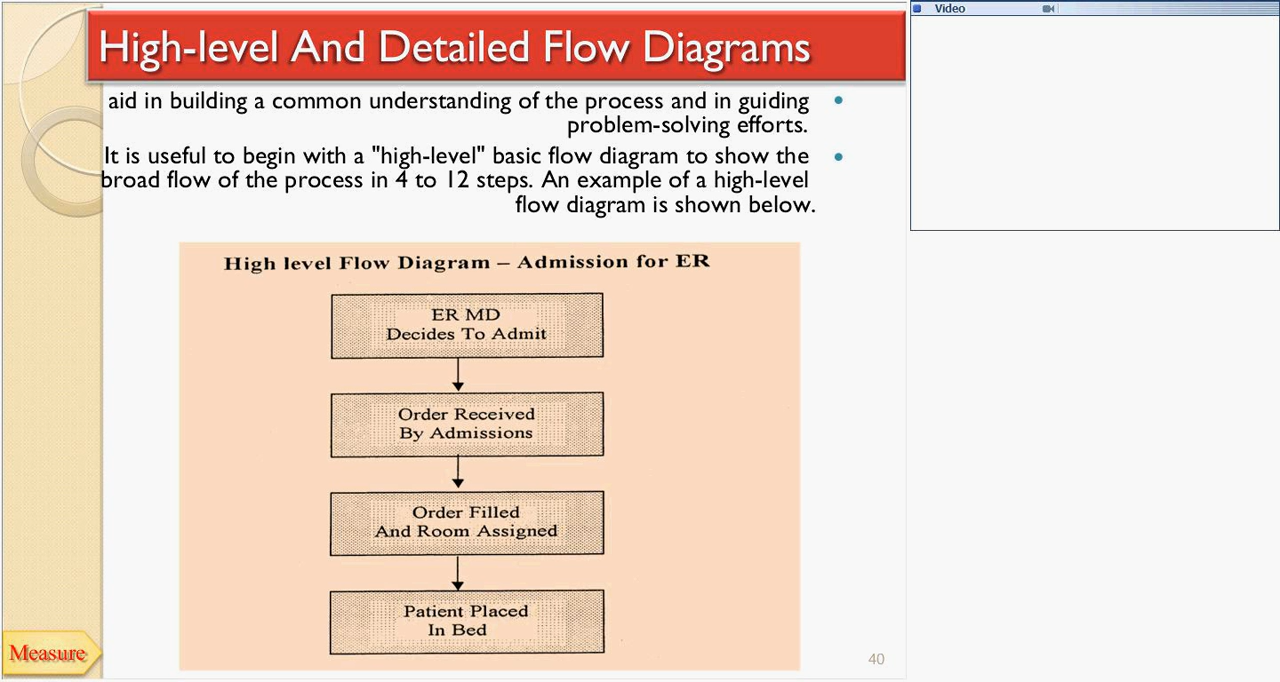 Video
High-level And Detailed Flow Diagrams
aid in building a common understanding of the process and in guiding
problem-solving efforts.
It is useful to begin with a "high-level" basic flow diagram to show the
broad flow of the process in 4 to 12 steps. An example of a high-level
flow diagram is shown below.
High level Flow Diagram – Admission for ER
ER MD
Decides To Admit
Order Received
By Admissions
Order Filled
And Room Assigned
Patient Placed
In Bed
Measure
40